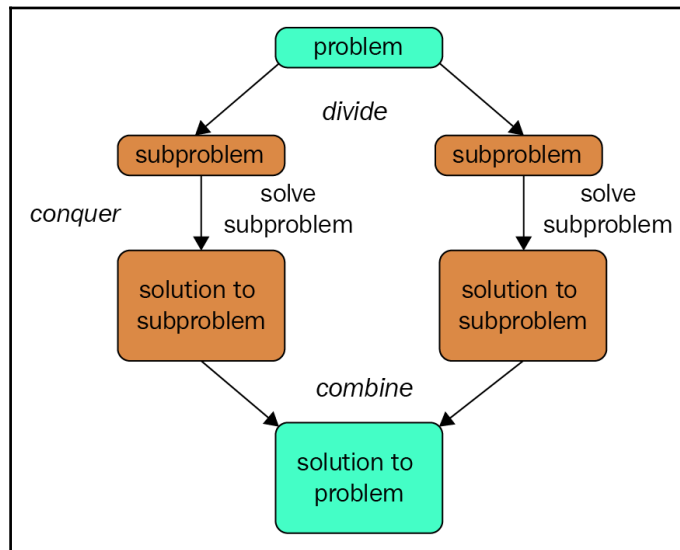 problem
divide
subproblem
subproblem
conquer
solve
subproblem
solve
subproblem
solution to
subproblem
solution to
subproblem
combine
solution to
problem